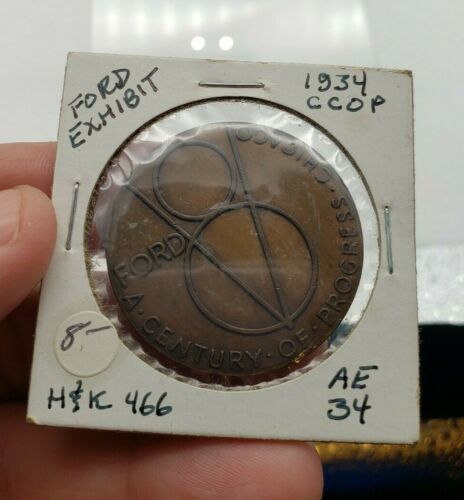 FORD
EXHIBIT
1934
CCOP
FORD
A·CENTURY·OF·PROGRESS·CHICAGO
8-
H&K 466
AE
34